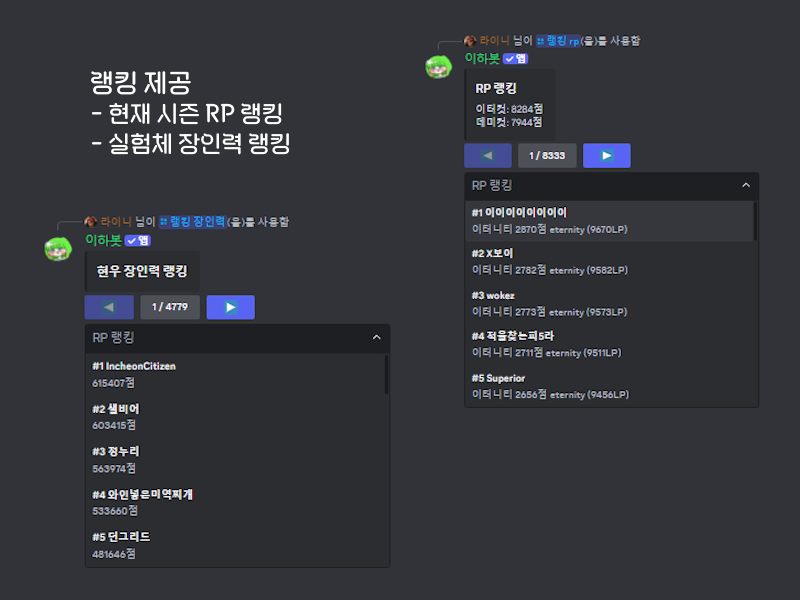 랭킹 제공
- 현재 시즌 RP 랭킹
- 실험체 장인력 랭킹
라이니 님이 랭킹 장인력(을)를 사용함
이하봇 ✓앱
현우 장인력 랭킹
◀ 1 / 4779 ▶
RP 랭킹
#1 IncheonCitizen
615407점
#2 샐비어
603415점
#3 정누리
563974점
#4 와인넣은미역찌개
533660점
#5 던그리드
481646점
라이니 님이 랭킹 rp(을)를 사용함
이하봇 ✓앱
RP 랭킹
이터컷: 8284점
데미컷: 7944점
◀ 1 / 8333 ▶
RP 랭킹
#1 이이이이이이이이
이터니티 2870점 eternity (9670LP)
#2 X보이
이터니티 2782점 eternity (9582LP)
#3 wokez
이터니티 2773점 eternity (9573LP)
#4 적을찾는피5라
이터니티 2711점 eternity (9511LP)
#5 Superior
이터니티 2656점 eternity (9456LP)